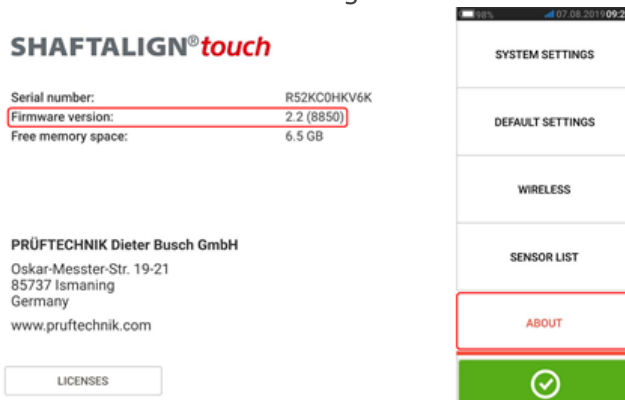 SHAFTALIGN®touch
Serial number: R52KC0HKV6K
Firmware version: 2.2 (8850)
Free memory space: 6.5 GB
PRÜFTECHNIK Dieter Busch GmbH
Oskar-Messter-Str. 19-21
85737 Ismaning
Germany
www.pruftechnik.com
LICENSES
98% 07.08.2019 09:2
SYSTEM SETTINGS
DEFAULT SETTINGS
WIRELESS
SENSOR LIST
ABOUT